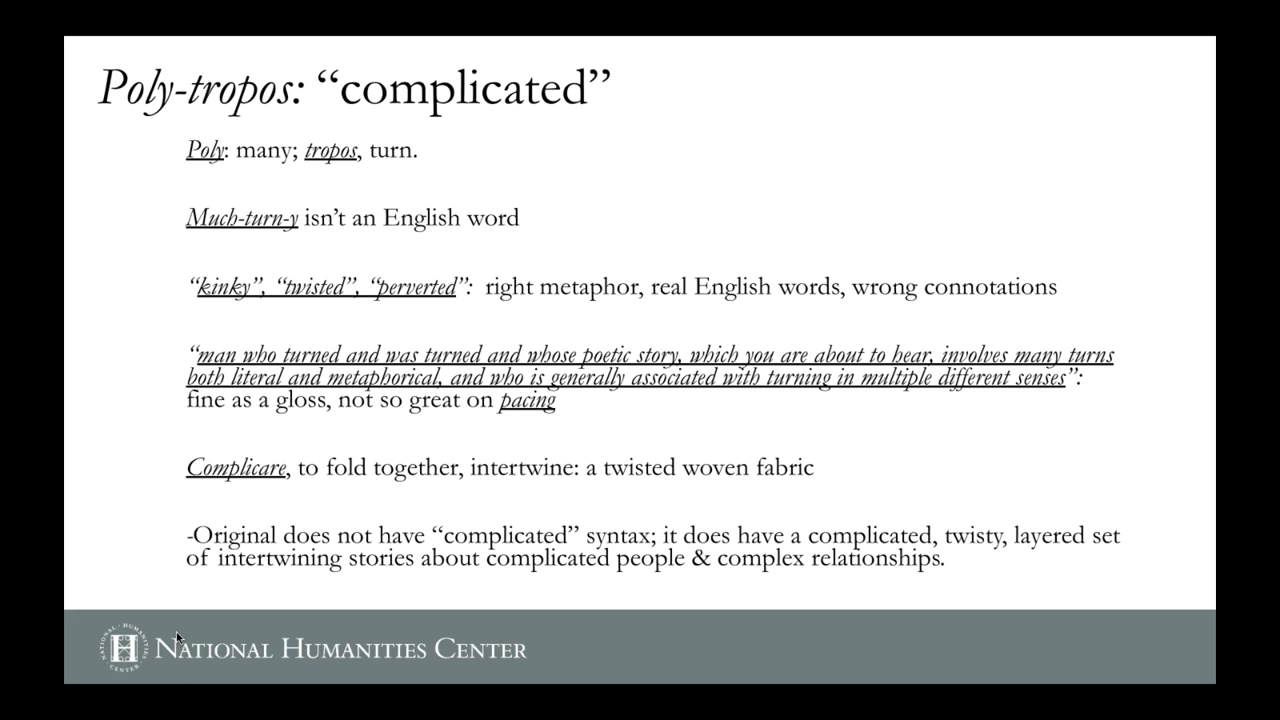 Poly-tropos: “complicated”
Poly: many; tropos, turn.
Much-turn-y isn’t an English word
“kinky”, “twisted”, “perverted”: right metaphor, real English words, wrong connotations
“man who turned and was turned and whose poetic story, which you are about to hear, involves many turns
both literal and metaphorical, and who is generally associated with turning in multiple different senses”:
fine as a gloss, not so great on pacing
Complicare, to fold together, intertwine: a twisted woven fabric
-Original does not have “complicated” syntax; it does have a complicated, twisty, layered set
of intertwining stories about complicated people & complex relationships.
NATIONAL HUMANITIES CENTER
NATIONAL · HUMANITIES · CENTER
H